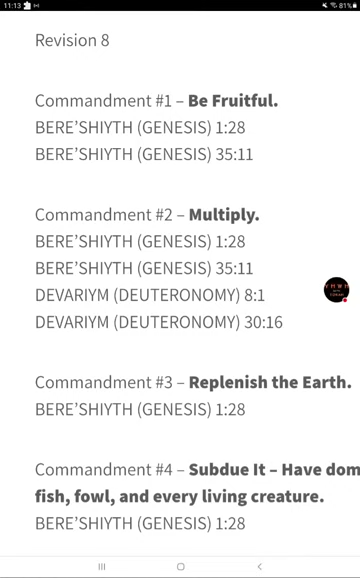 11:13
81%
Revision 8
Commandment #1 – Be Fruitful.
BERE’SHIYTH (GENESIS) 1:28
BERE’SHIYTH (GENESIS) 35:11
Commandment #2 – Multiply.
BERE’SHIYTH (GENESIS) 1:28
BERE’SHIYTH (GENESIS) 35:11
DEVARIYM (DEUTERONOMY) 8:1
DEVARIYM (DEUTERONOMY) 30:16
Commandment #3 – Replenish the Earth.
BERE’SHIYTH (GENESIS) 1:28
Commandment #4 – Subdue It – Have dom
fish, fowl, and every living creature.
BERE’SHIYTH (GENESIS) 1:28